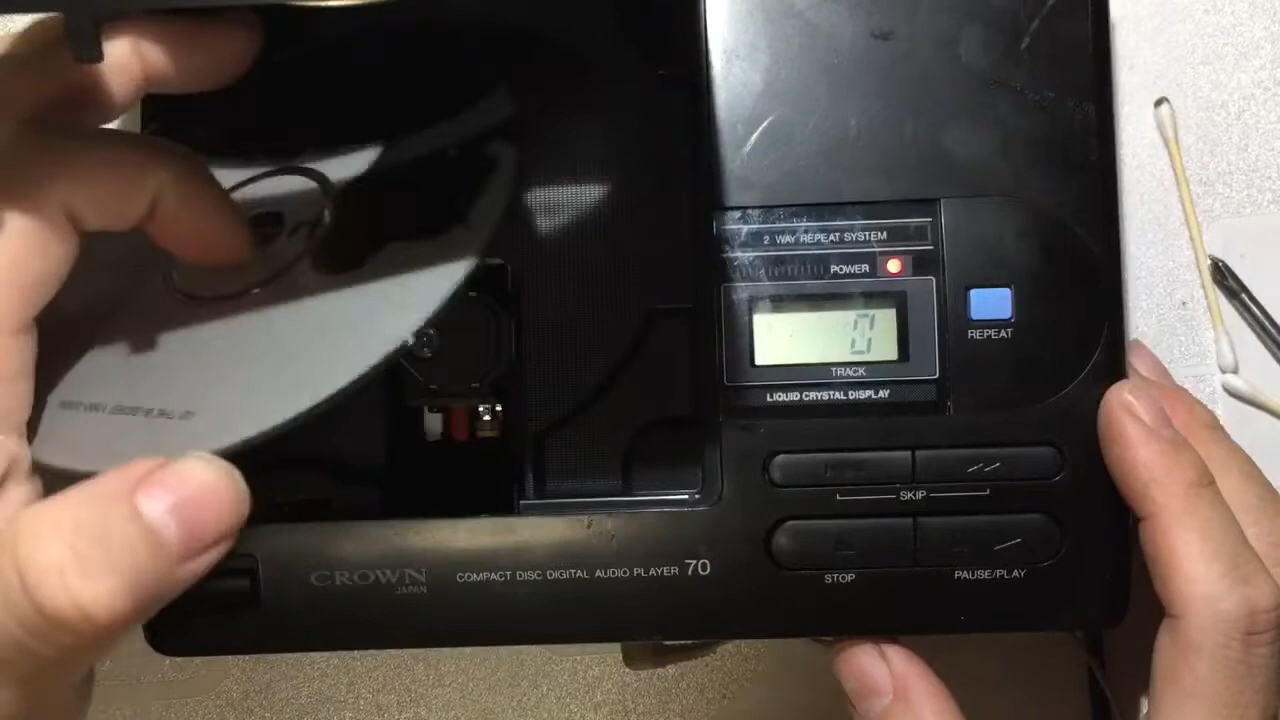 2 WAY REPEAT SYSTEM
POWER
0
TRACK
LIQUID CRYSTAL DISPLAY
REPEAT
SKIP
STOP
PAUSE/PLAY
CROWN
JAPAN
COMPACT DISC DIGITAL AUDIO PLAYER 70